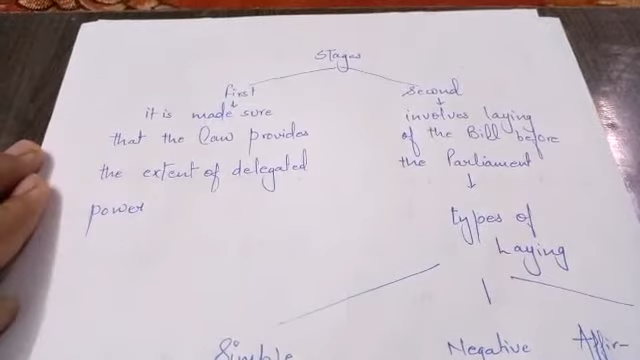 Stages
first
it is made sure
that the law provides
the extent of delegated
power
Second
involves laying
of the Bill before
the Parliament
types of
Laying
Simple
Negative
Affir-